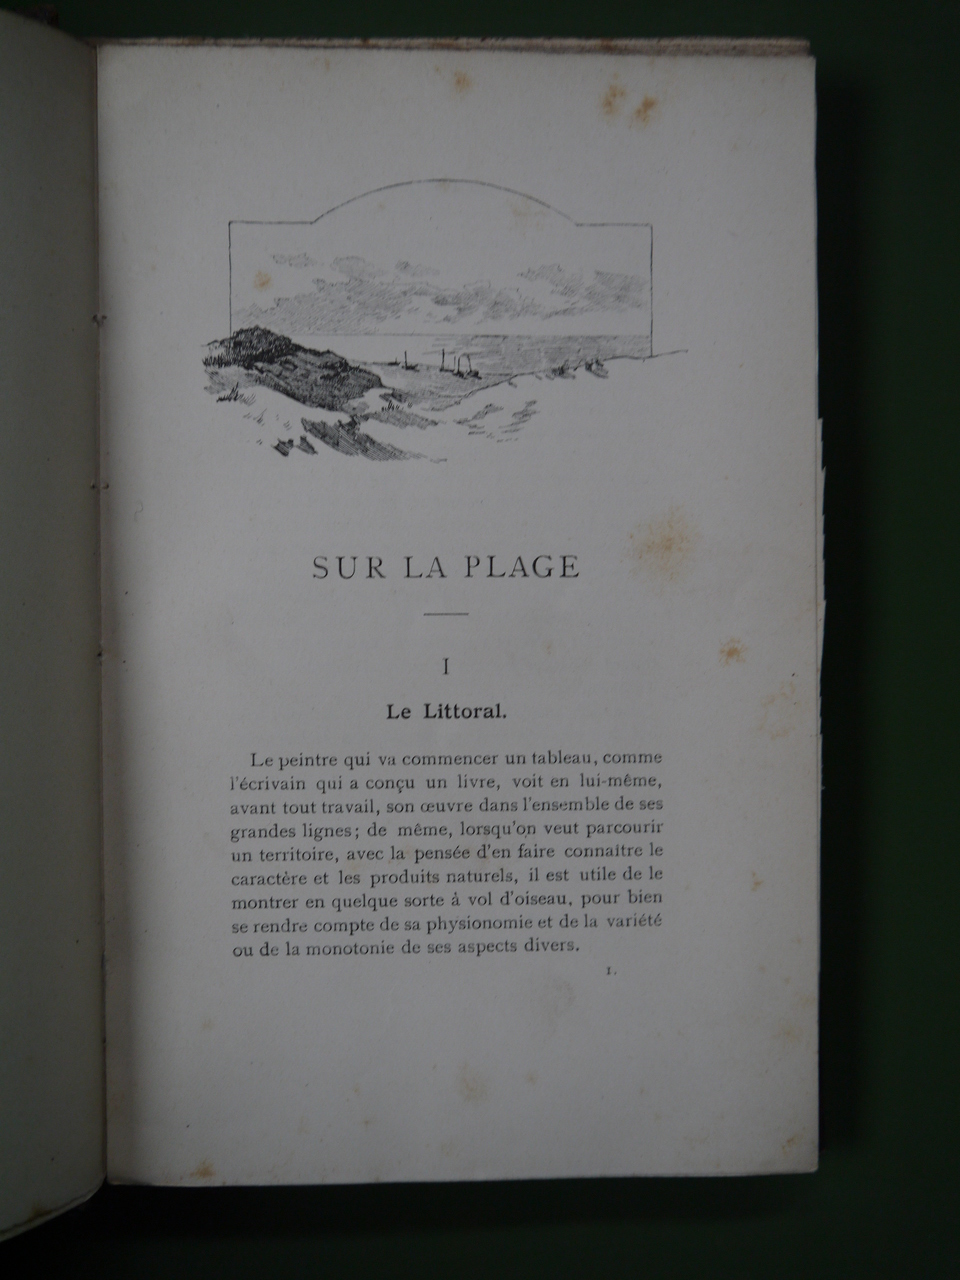 SUR LA PLAGE
I
Le Littoral.
Le peintre qui va commencer un tableau, comme
l'écrivain qui a conçu un livre, voit en lui-même,
avant tout travail, son œuvre dans l'ensemble de ses
grandes lignes; de même, lorsqu'on veut parcourir
un territoire, avec la pensée d'en faire connaitre le
caractère et les produits naturels, il est utile de le
montrer en quelque sorte à vol d'oiseau, pour bien
se rendre compte de sa physionomie et de la variété
ou de la monotonie de ses aspects divers.
1.